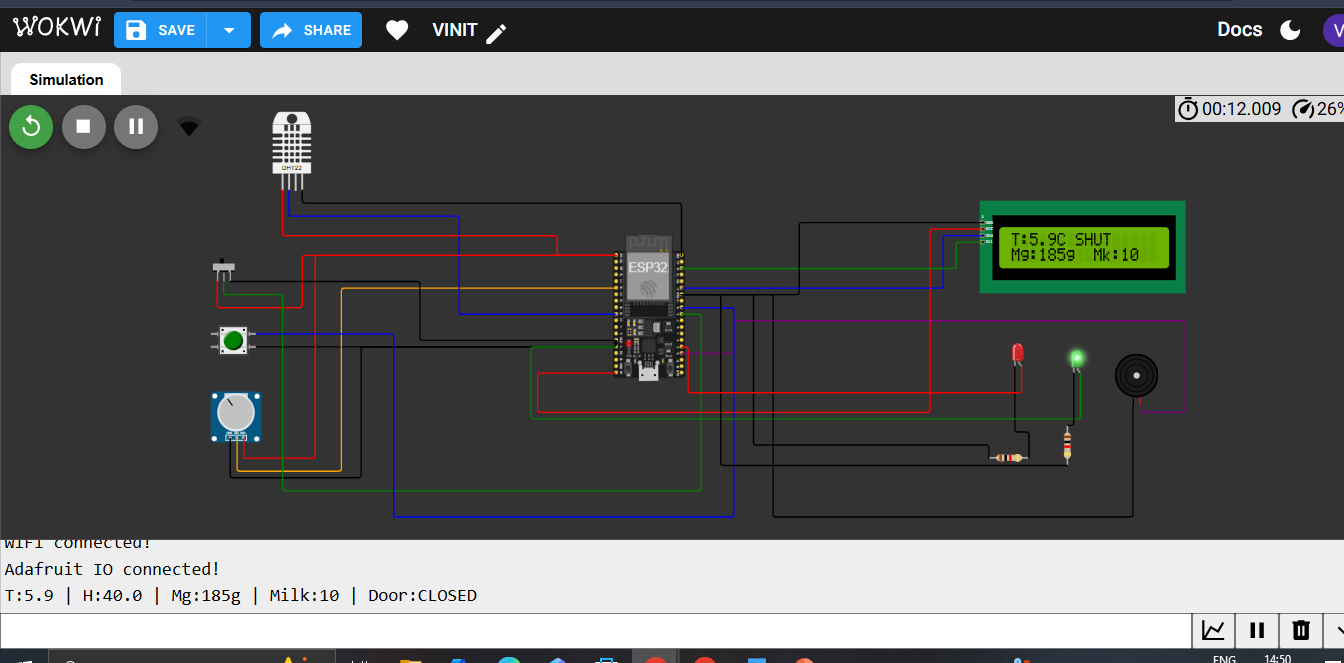 WOKWI SAVE SHARE VINIT Docs V
Simulation
00:12.009 26%
DHT22
ESP32
T:5.9C SHUT
Mg:185g Mk:10
WiFi connected!
Adafruit IO connected!
T:5.9 | H:40.0 | Mg:185g | Milk:10 | Door:CLOSED
ENG 14:50